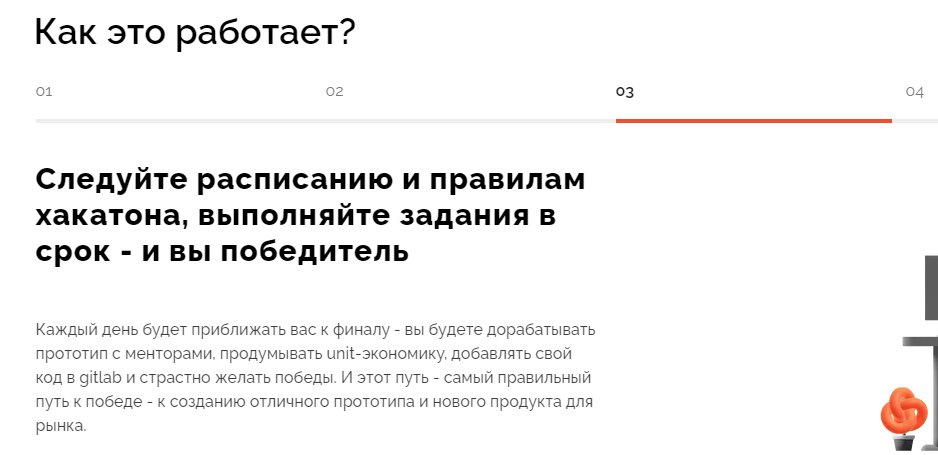 Как это работает?
01 02 03 04
Следуйте расписанию и правилам
хакатона, выполняйте задания в
срок - и вы победитель
Каждый день будет приближать вас к финалу - вы будете дорабатывать
прототип с менторами, продумывать unit-экономику, добавлять свой
код в gitlab и страстно желать победы. И этот путь - самый правильный
путь к победе - к созданию отличного прототипа и нового продукта для
рынка.